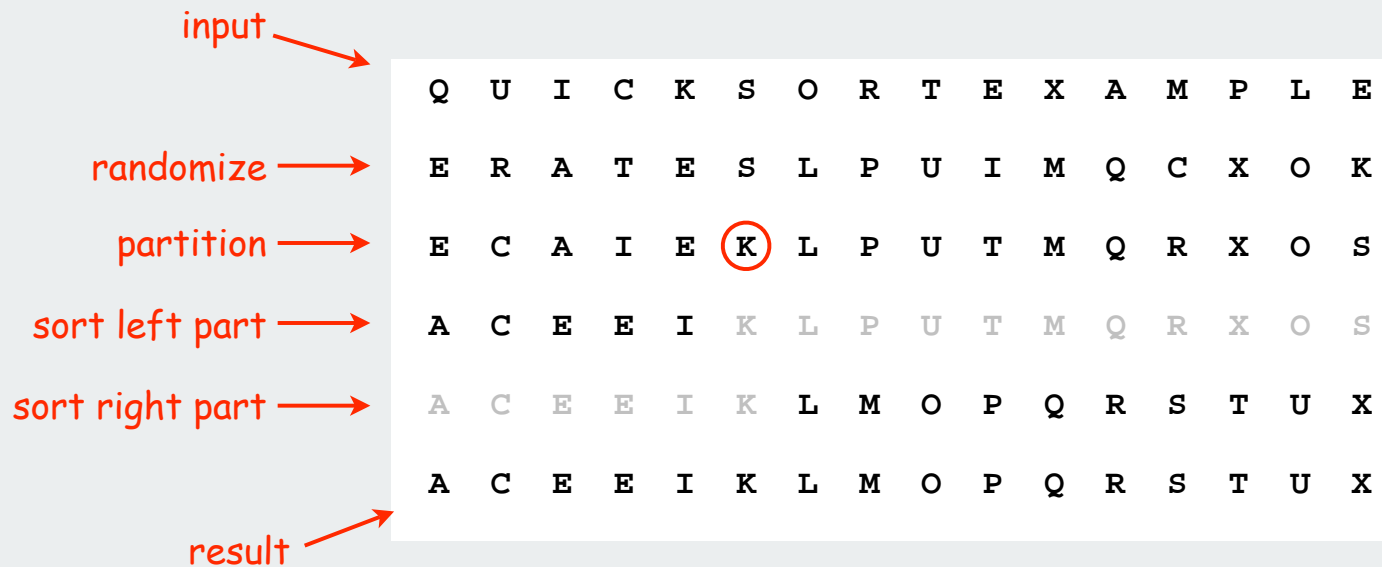 input
Q U I C K S O R T E X A M P L E
randomize E R A T E S L P U I M Q C X O K
partition E C A I E K L P U T M Q R X O S
sort left part A C E E I K L P U T M Q R X O S
sort right part A C E E I K L M O P Q R S T U X
A C E E I K L M O P Q R S T U X
result